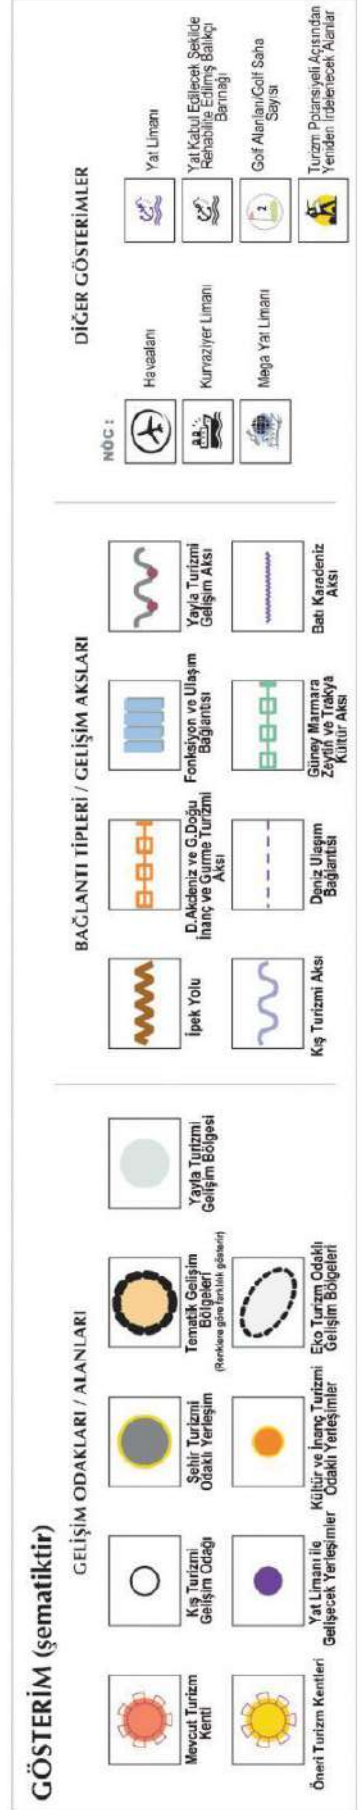 GÖSTERİM (şematiktir)
GELİŞİM ODAKLARI / ALANLARI
Mevcut Turizm
Kenti
Kış Turizmi
Gelişim Odağı
Şehir Turizmi
Odaklı Yerleşim
Tematik Gelişim
Bölgeleri
(Renklere göre farklılık gösterir)
Yayla Turizmi
Gelişim Bölgesi
Öneri Turizm Kentleri
Yat Limanı ile
Gelişecek Yerleşimler
Kültür ve İnanç Turizmi
Odaklı Yerleşimler
Eko Turizm Odaklı
Gelişim Bölgeleri
BAĞLANTI TİPLERİ / GELİŞİM AKSLARI
İpek Yolu
D.Akdeniz ve G.Doğu
İnanç ve Gurme Turizmi
Aksı
Fonksiyon ve Ulaşım
Bağlantısı
Yayla Turizmi
Gelişim Aksı
Kış Turizmi Aksı
Deniz Ulaşım
Bağlantısı
Güney Marmara
Zeytin ve Trakya
Kültür Aksı
Batı Karadeniz
Aksı
DİĞER GÖSTERİMLER
NÖC :
Havaalanı
Kurvaziyer Limanı
Mega Yat Limanı
Yat Limanı
Yat Kabul Edilecek Şekilde
Rehabilite Edilmiş Balıkçı
Barınağı
2
Golf Alanları/Golf Saha
Sayısı
Turizm Potansiyeli Açısından
Yeniden İrdelenecek Alanlar